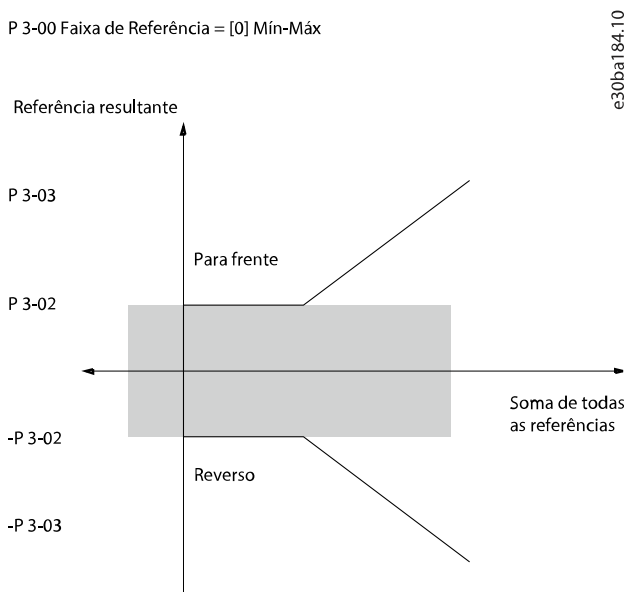 P 3-00 Faixa de Referência = [0] Mín-Máx
e30ba184.10
Referência resultante
P 3-03
Para frente
P 3-02
Soma de todas
as referências
-P 3-02
Reverso
-P 3-03